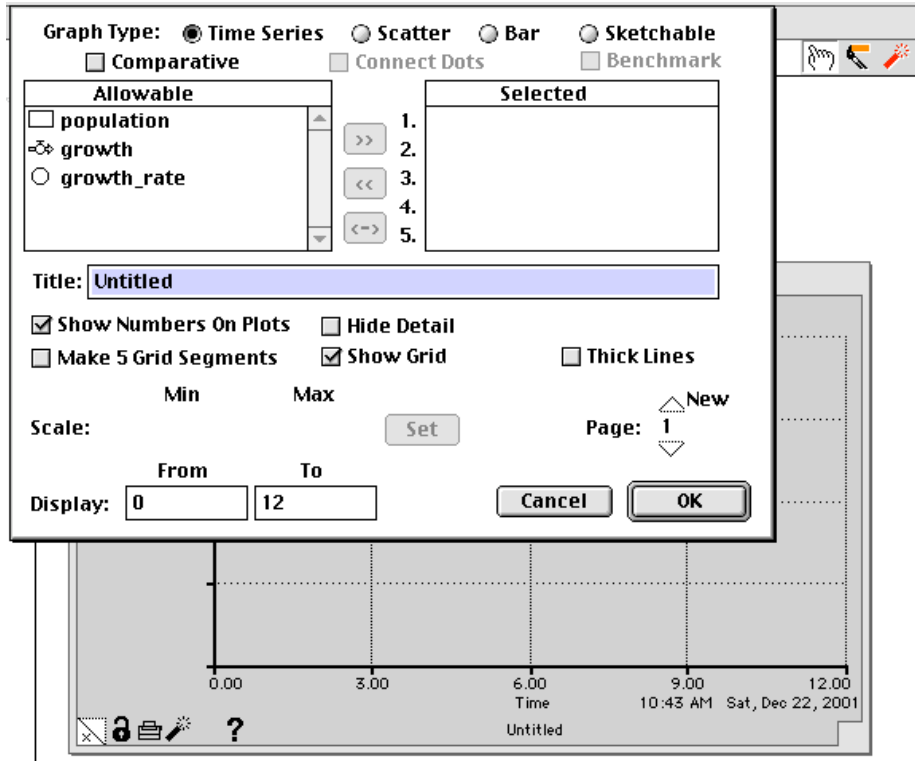 Graph Type: Time Series Scatter Bar Sketchable
Comparative Connect Dots Benchmark
Allowable Selected
population 1.
growth >> 2.
growth_rate << 3.
4.
<-> 5.
Title: Untitled
Show Numbers On Plots Hide Detail
Make 5 Grid Segments Show Grid Thick Lines
Min Max New
Scale: Set Page: 1
From To
Display: 0 12 Cancel OK
0.00 3.00 6.00 9.00 12.00
Time 10:43 AM Sat, Dec 22, 2001
? Untitled